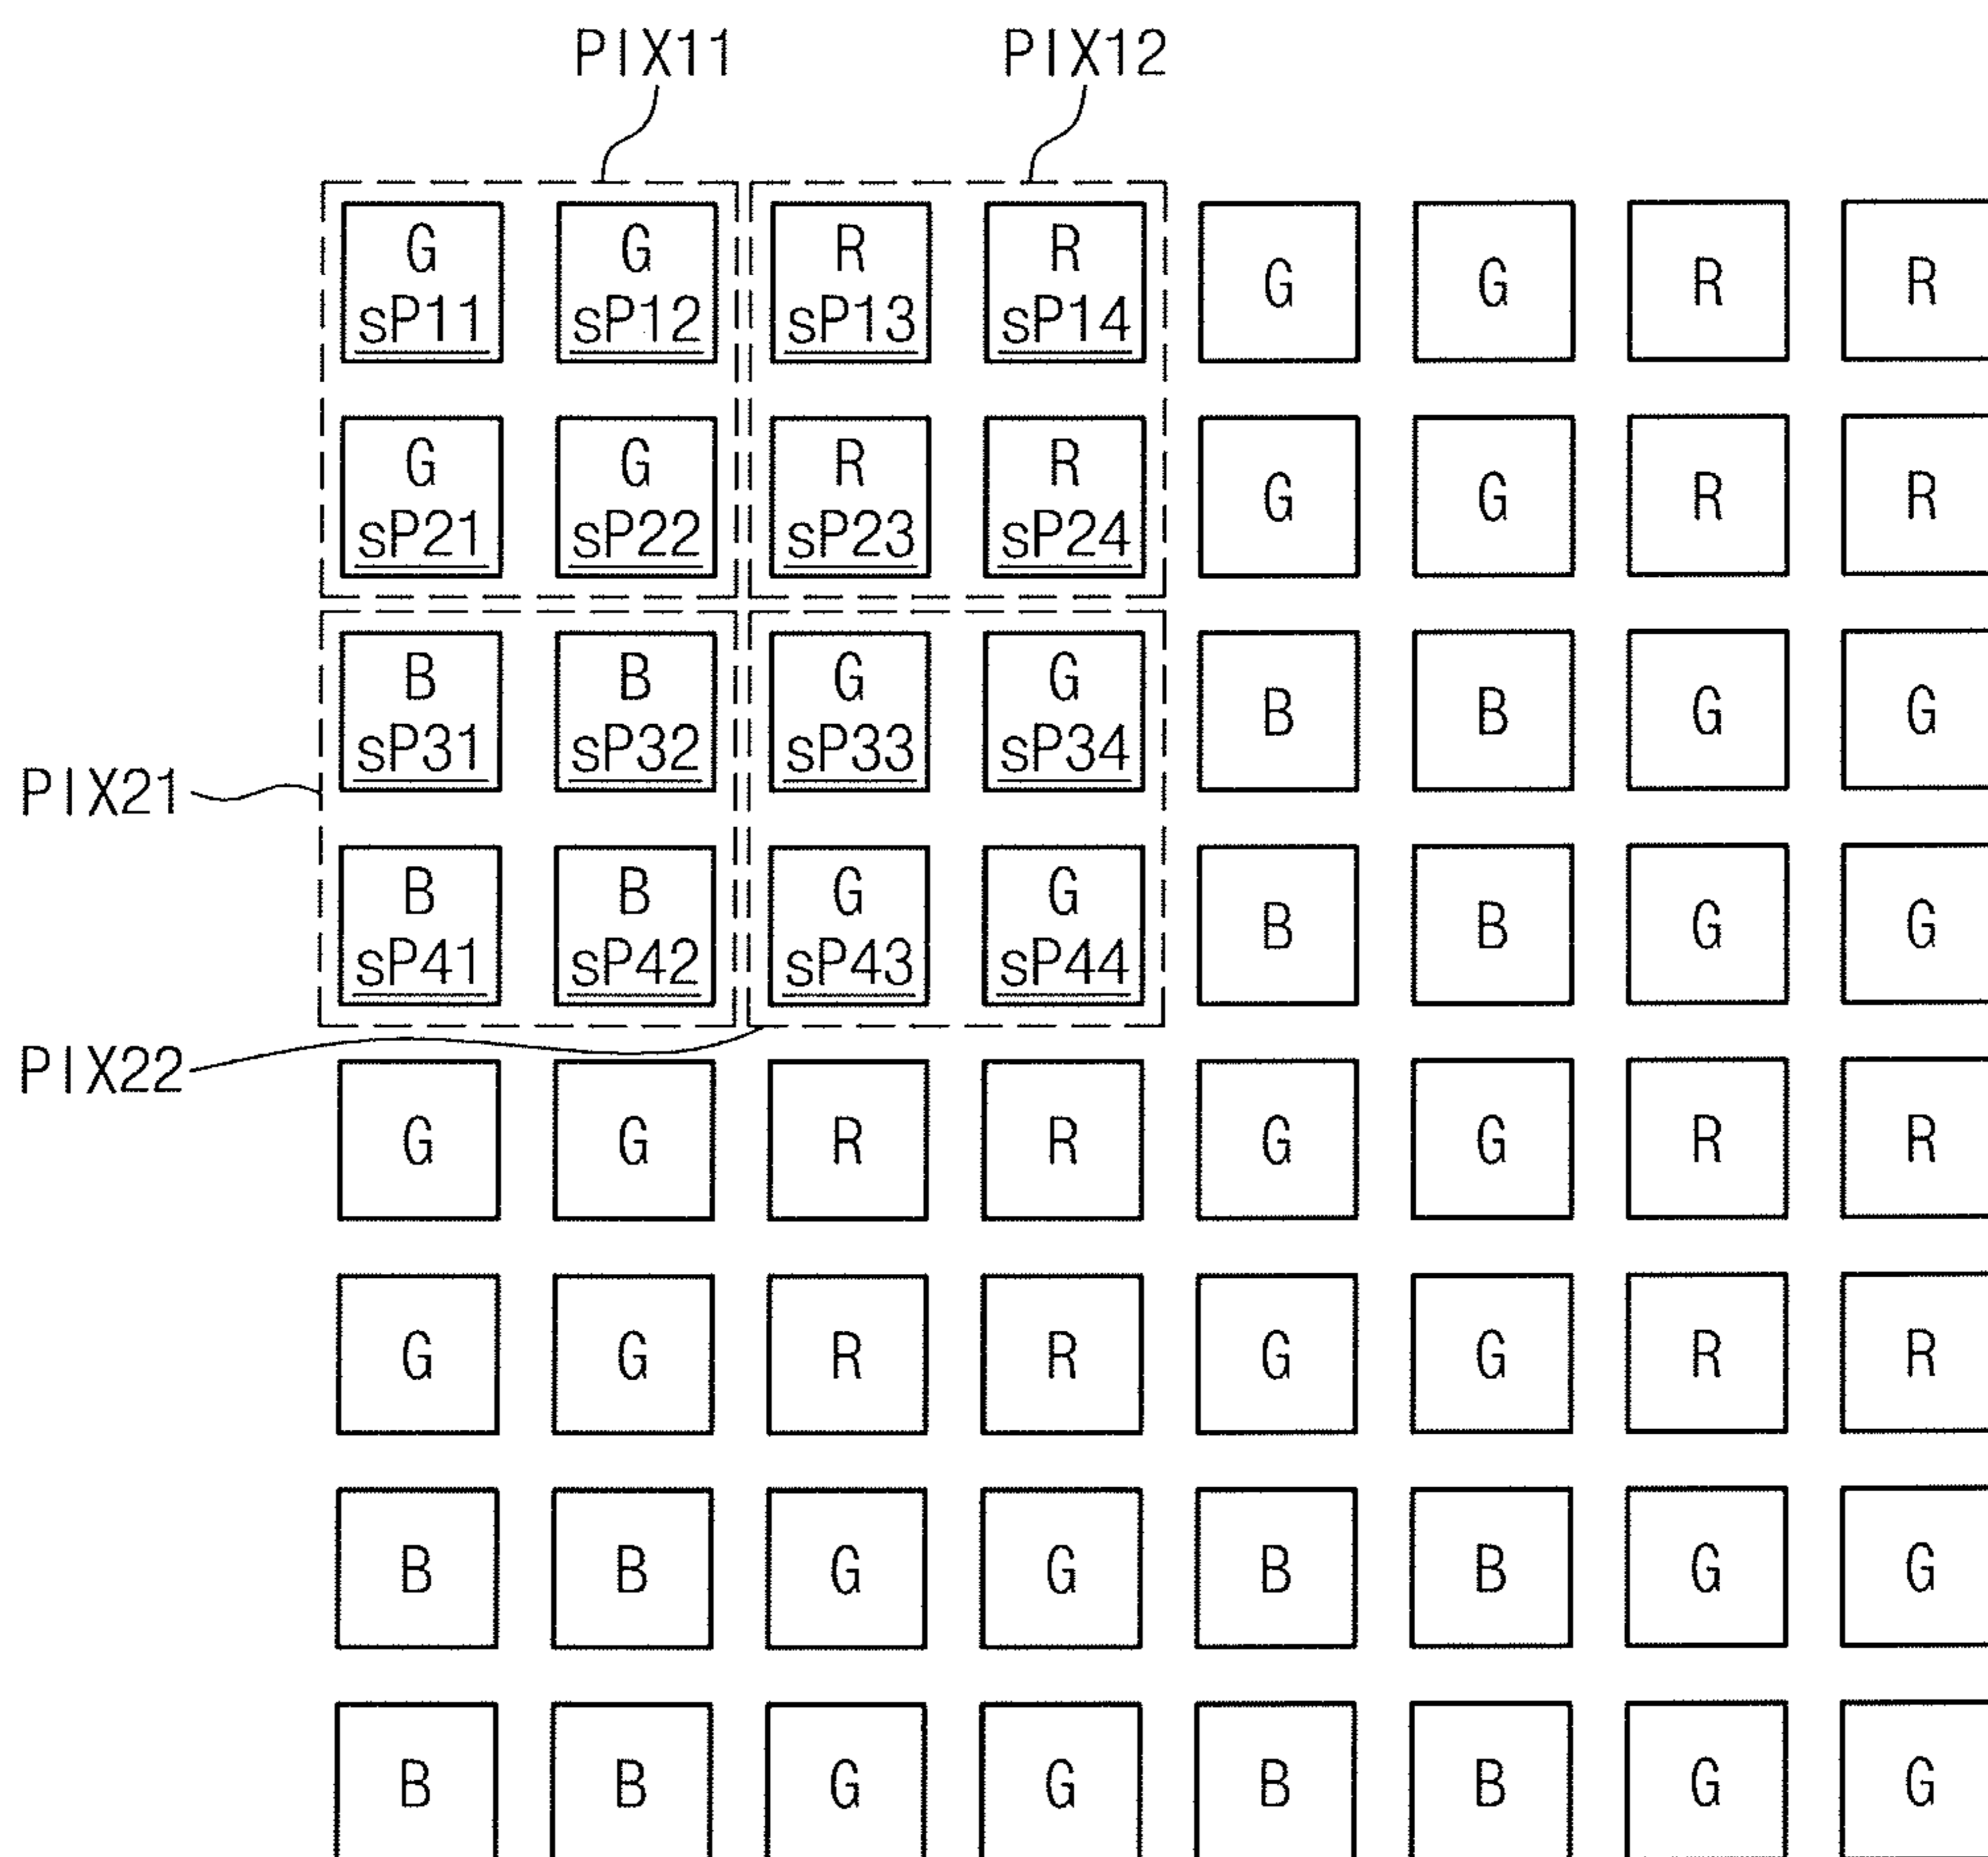 PIX11 PIX12
G G R R G G R R
sP11 sP12 sP13 sP14
G G R R G G R R
sP21 sP22 sP23 sP24
B B G G B B G G
sP31 sP32 sP33 sP34
PIX21
B B G G B B G G
sP41 sP42 sP43 sP44
PIX22
G G R R G G R R
G G R R G G R R
B B G G B B G G
B B G G B B G G